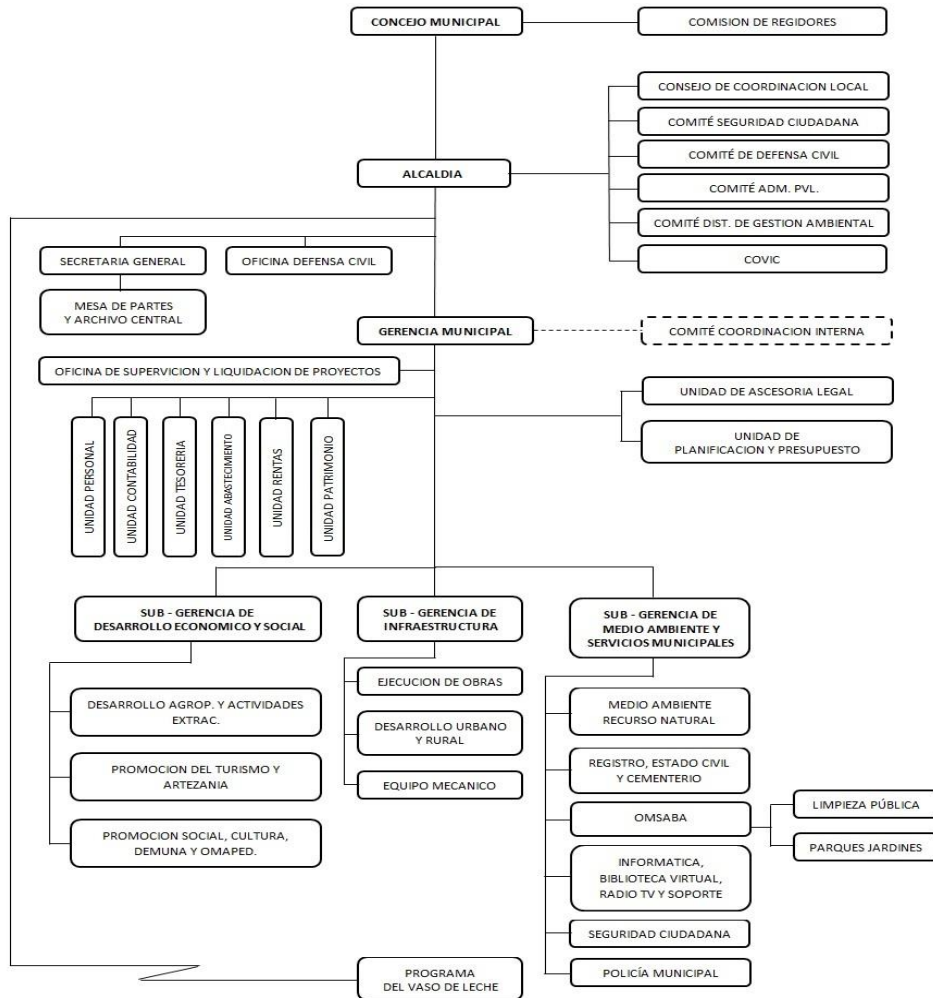 CONCEJO MUNICIPAL
COMISION DE REGIDORES
CONSEJO DE COORDINACION LOCAL
COMITÉ SEGURIDAD CIUDADANA
COMITÉ DE DEFENSA CIVIL
ALCALDIA
COMITÉ ADM. PVL.
COMITÉ DIST. DE GESTION AMBIENTAL
COVIC
SECRETARIA GENERAL
OFICINA DEFENSA CIVIL
MESA DE PARTES
Y ARCHIVO CENTRAL
GERENCIA MUNICIPAL
COMITÉ COORDINACION INTERNA
OFICINA DE SUPERVICION Y LIQUIDACION DE PROYECTOS
UNIDAD DE ASCESORIA LEGAL
UNIDAD DE
PLANIFICACION Y PRESUPUESTO
UNIDAD PERSONAL
UNIDAD CONTABILIDAD
UNIDAD TESORERIA
UNIDAD ABASTECIMIENTO
UNIDAD RENTAS
UNIDAD PATRIMONIO
SUB - GERENCIA DE
DESARROLLO ECONOMICO Y SOCIAL
SUB - GERENCIA DE
INFRAESTRUCTURA
SUB - GERENCIA DE
MEDIO AMBIENTE Y
SERVICIOS MUNICIPALES
DESARROLLO AGROP. Y ACTIVIDADES
EXTRAC.
PROMOCION DEL TURISMO Y
ARTEZANIA
PROMOCION SOCIAL, CULTURA,
DEMUNA Y OMAPED.
EJECUCION DE OBRAS
DESARROLLO URBANO
Y RURAL
EQUIPO MECANICO
MEDIO AMBIENTE
RECURSO NATURAL
REGISTRO, ESTADO CIVIL
Y CEMENTERIO
OMSABA
LIMPIEZA PÚBLICA
PARQUES JARDINES
INFORMATICA,
BIBLIOTECA VIRTUAL,
RADIO TV Y SOPORTE
SEGURIDAD CIUDADANA
POLICÍA MUNICIPAL
PROGRAMA
DEL VASO DE LECHE